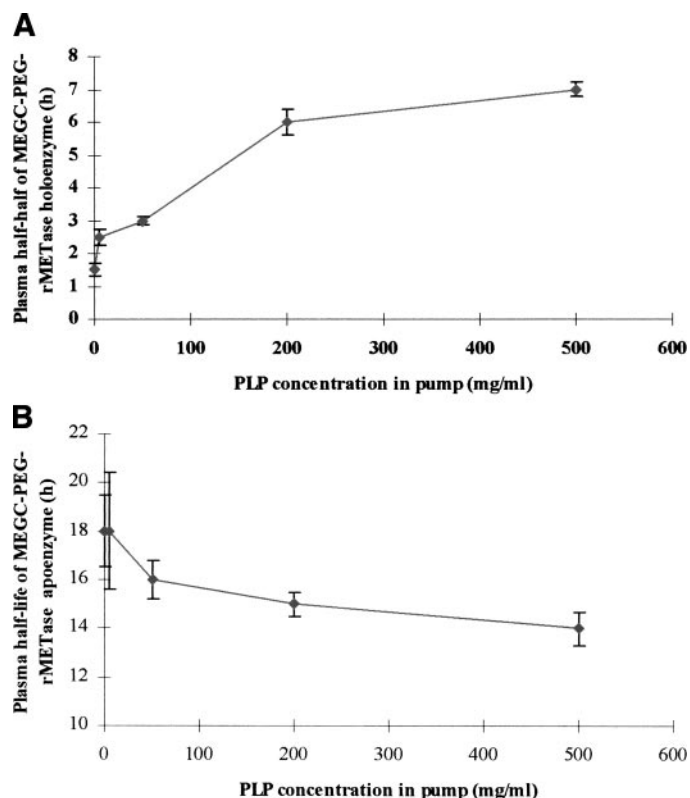 A
Plasma half-half of MEGC-PEG-
rMETase holoenzyme (h)
8
7
6
5
4
3
2
1
0
0 100 200 300 400 500 600
PLP concentration in pump (mg/ml)
B
Plasma half-life of MEGC-PEG-
rMETase apoenzyme (h)
22
20
18
16
14
12
10
0 100 200 300 400 500 600
PLP concentration in pump (mg/ml)